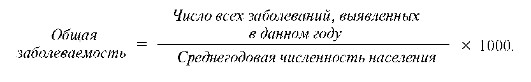 Общая заболеваемость = Число всех заболеваний, выявленных
в данном году
Среднегодовая численность населения × 1000.